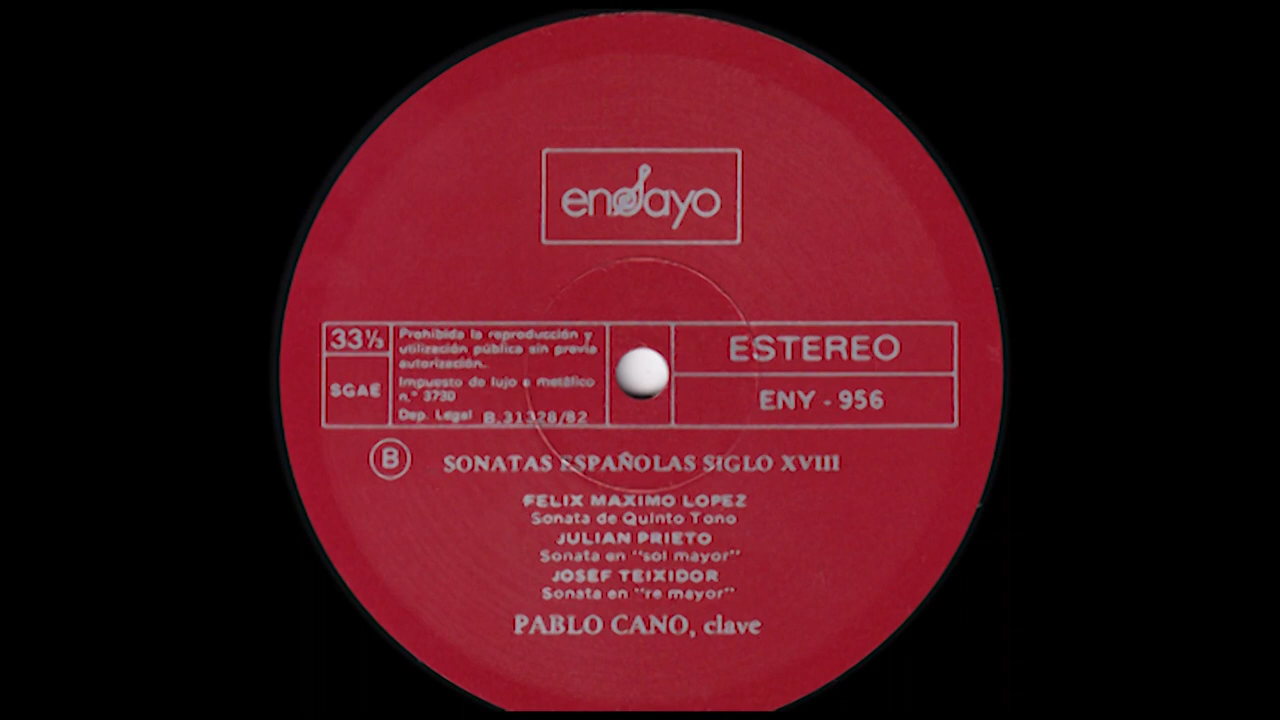 ensayo
33⅓
SGAE
Prohibida la reproducción y
utilización pública sin previa
autorización.
Impuesto de lujo a metálico
n.° 3730
Dep. Legal B.31328/82
ESTEREO
ENY - 956
B
SONATAS ESPAÑOLAS SIGLO XVIII
FELIX MAXIMO LOPEZ
Sonata de Quinto Tono
JULIAN PRIETO
Sonata en "sol mayor"
JOSEF TEIXIDOR
Sonata en "re mayor"
PABLO CANO, clave